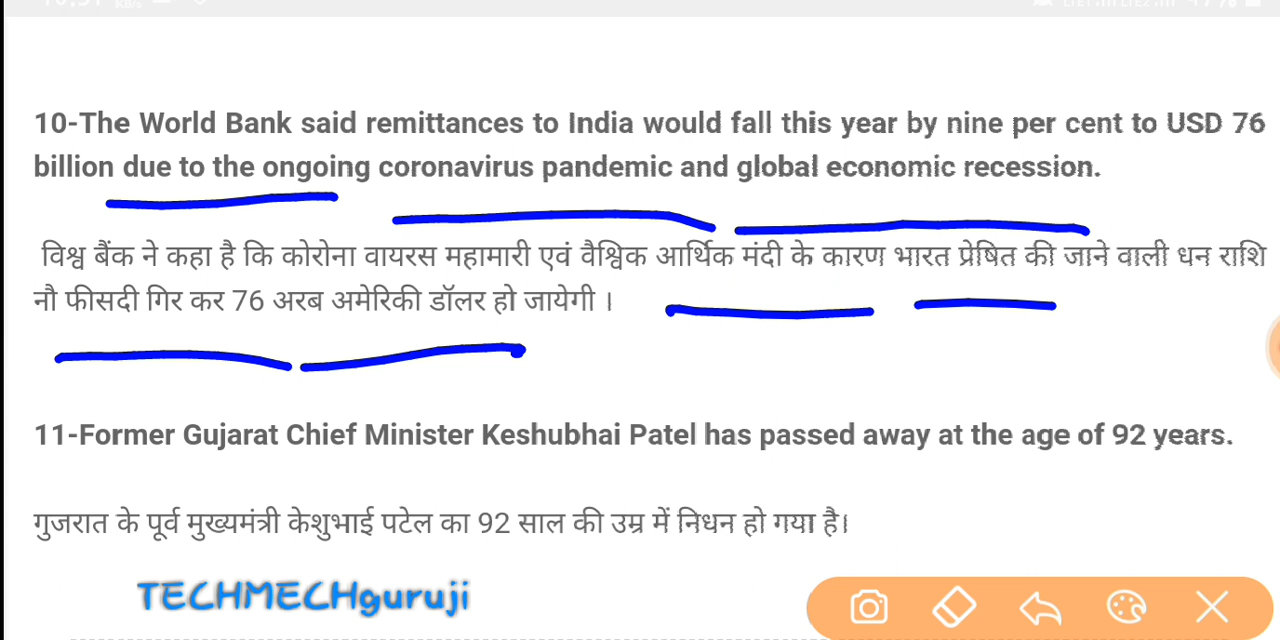 10-The World Bank said remittances to India would fall this year by nine per cent to USD 76
billion due to the ongoing coronavirus pandemic and global economic recession.
विश्व बैंक ने कहा है कि कोरोना वायरस महामारी एवं वैश्विक आर्थिक मंदी के कारण भारत प्रेषित की जाने वाली धन राशि
नौ फीसदी गिर कर 76 अरब अमेरिकी डॉलर हो जायेगी ।
11-Former Gujarat Chief Minister Keshubhai Patel has passed away at the age of 92 years.
गुजरात के पूर्व मुख्यमंत्री केशुभाई पटेल का 92 साल की उम्र में निधन हो गया है।
TECHMECHguruji